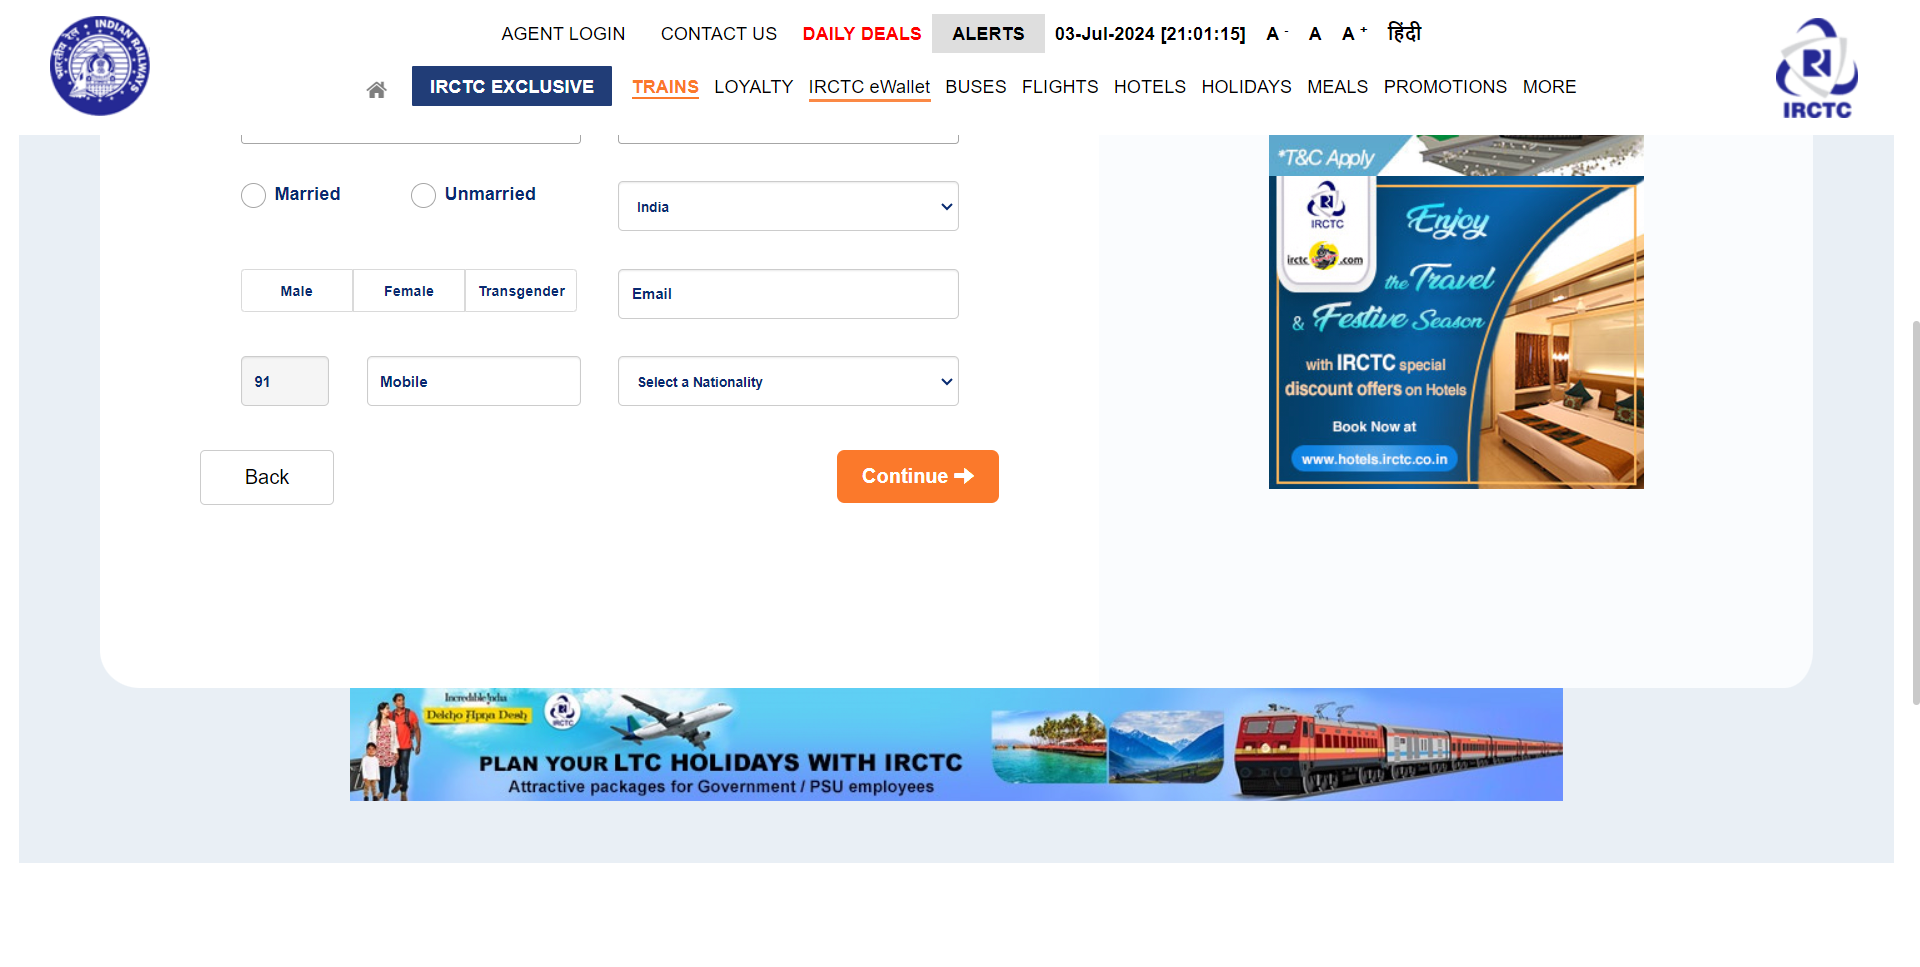 AGENT LOGIN CONTACT US DAILY DEALS ALERTS 03-Jul-2024 [21:01:15] A - A A + हिंदी
INDIAN RAILWAYS
भारतीय रेल
IRCTC EXCLUSIVE TRAINS LOYALTY IRCTC eWallet BUSES FLIGHTS HOTELS HOLIDAYS MEALS PROMOTIONS MORE
IRCTC
Married Unmarried India
Male Female Transgender Email
91 Mobile Select a Nationality
Back Continue
*T&C Apply
IRCTC
irctc .com
Enjoy
the Travel
& Festive Season
with IRCTC special
discount offers on Hotels
Book Now at
www.hotels.irctc.co.in
Incredible India
Dekho Apna Desh
IRCTC
PLAN YOUR LTC HOLIDAYS WITH IRCTC
Attractive packages for Government / PSU employees